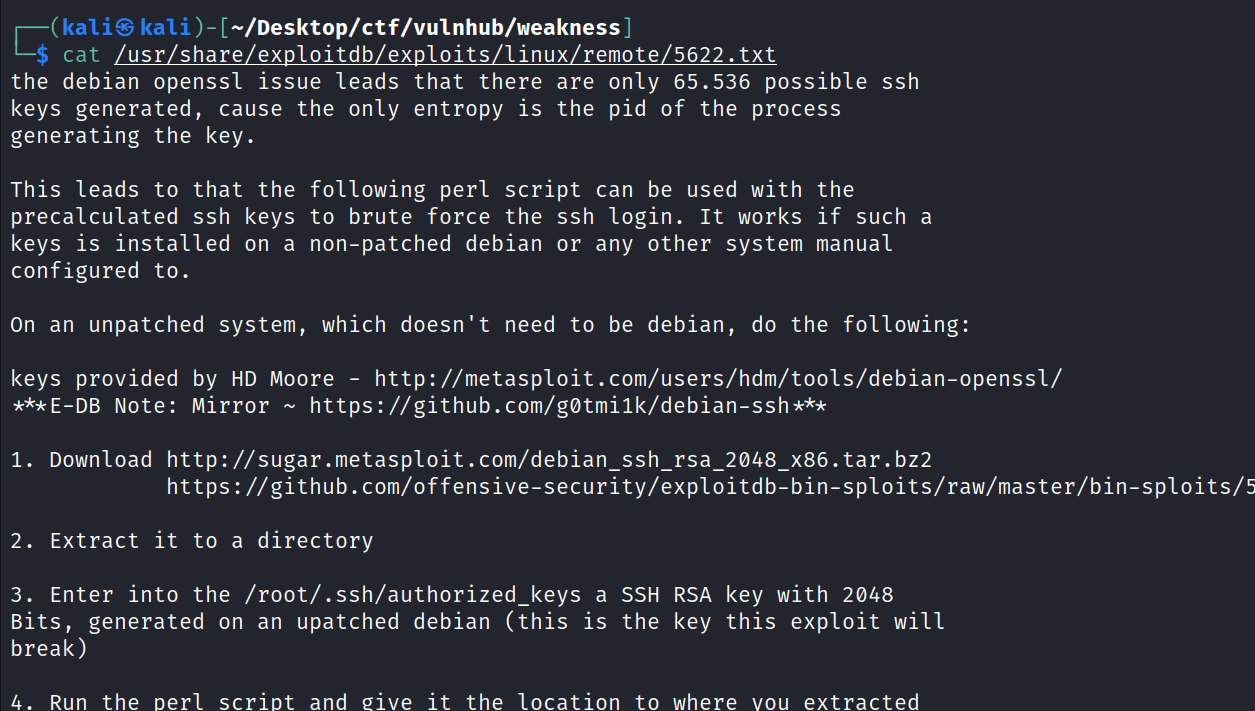 ┌──(kali㉿kali)-[~/Desktop/ctf/vulnhub/weakness]
└─$ cat /usr/share/exploitdb/exploits/linux/remote/5622.txt
the debian openssl issue leads that there are only 65.536 possible ssh
keys generated, cause the only entropy is the pid of the process
generating the key.

This leads to that the following perl script can be used with the
precalculated ssh keys to brute force the ssh login. It works if such a
keys is installed on a non-patched debian or any other system manual
configured to.

On an unpatched system, which doesn't need to be debian, do the following:

keys provided by HD Moore - http://metasploit.com/users/hdm/tools/debian-openssl/
***E-DB Note: Mirror ~ https://github.com/g0tmi1k/debian-ssh***

1. Download http://sugar.metasploit.com/debian_ssh_rsa_2048_x86.tar.bz2
            https://github.com/offensive-security/exploitdb-bin-sploits/raw/master/bin-sploits/5

2. Extract it to a directory

3. Enter into the /root/.ssh/authorized_keys a SSH RSA key with 2048
Bits, generated on an upatched debian (this is the key this exploit will
break)

4. Run the perl script and give it the location to where you extracted